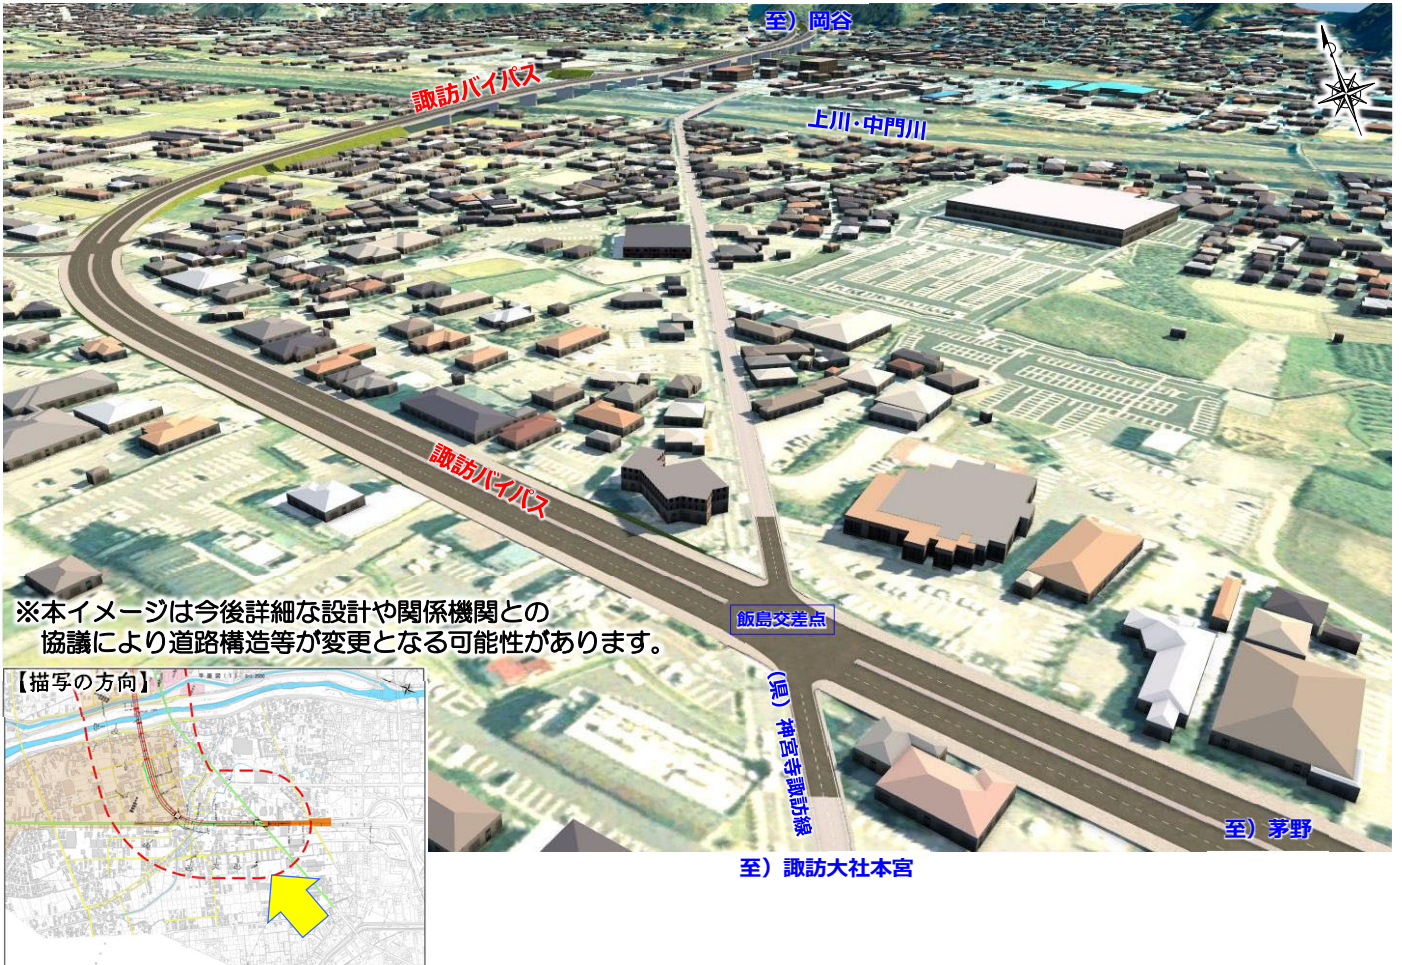 至）岡谷
諏訪バイパス
上川・中門川
諏訪バイパス
飯島交差点
※本イメージは今後詳細な設計や関係機関との
協議により道路構造等が変更となる可能性があります。
【描写の方向】
(県）神宮寺諏訪線
至）茅野
至）諏訪大社本宮